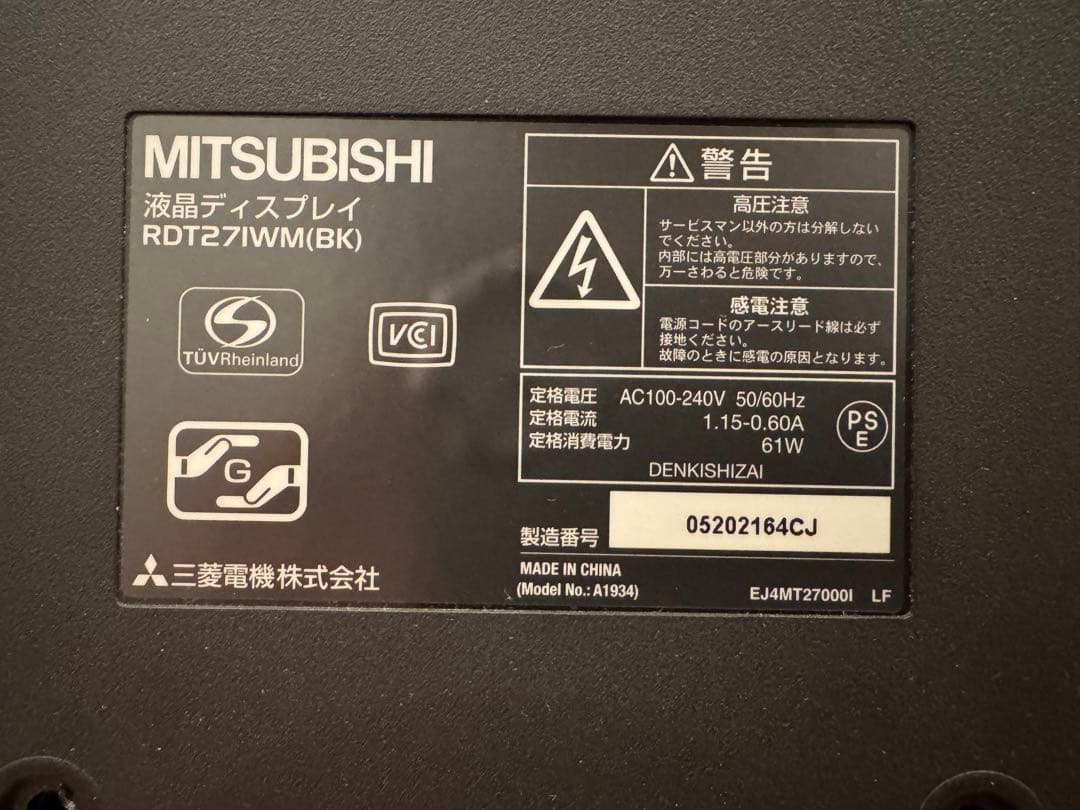 MITSUBISHI
液晶ディスプレイ
RDT271WM(BK)
TÜVRheinland
VCI
G
三菱電機株式会社
警告
高圧注意
サービスマン以外の方は分解しない
でください。
内部には高電圧部分がありますので、
万一さわると危険です。
感電注意
電源コードのアースリード線は必ず
接地ください。
故障のときに感電の原因となります。
定格電圧 AC100-240V 50/60Hz
定格電流 1.15-0.60A
定格消費電力 61W
PS
E
DENKISHIZAI
製造番号 05202164CJ
MADE IN CHINA
(Model No.: A1934)
EJ4MT27000I LF